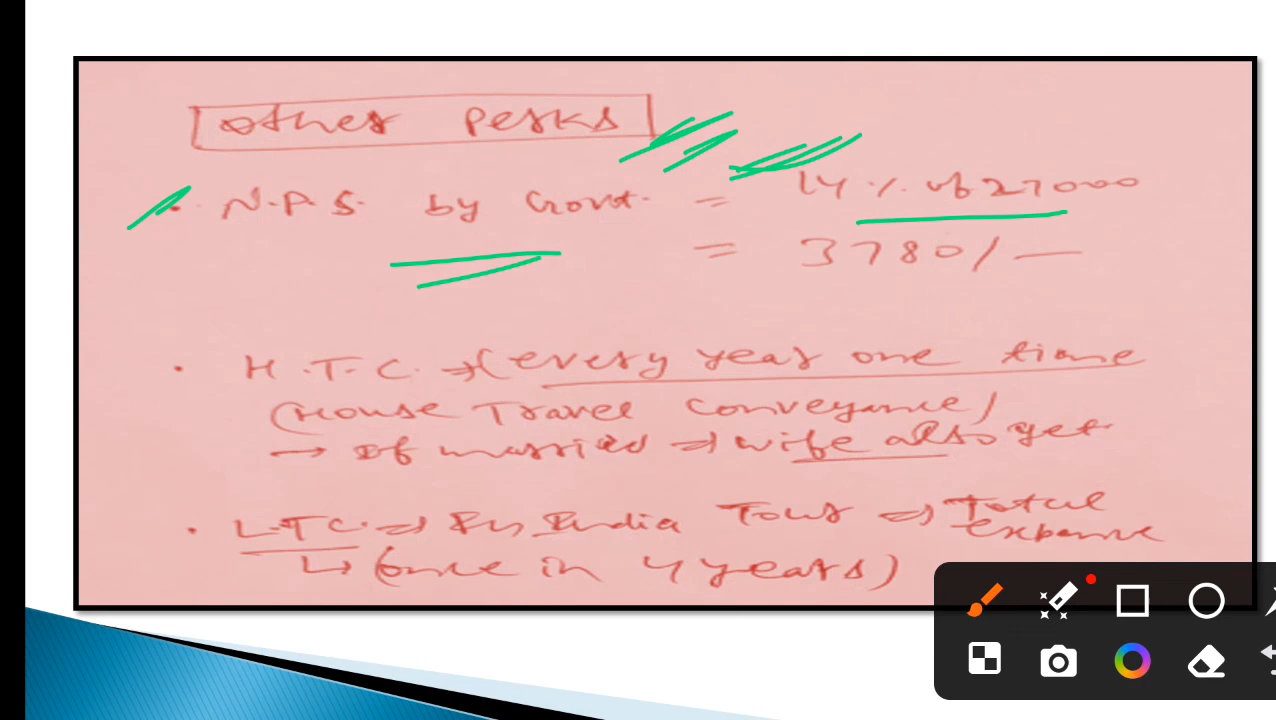 other perks
• N.P.S. by Govt. = 14 % of 27000
= 3780/-
• H.T.C. → (every year one time
(House Travel Conveyance)
→ If married ⇒ wife also get
• L.T.C. ⇒ In India Tour ⇒ Total expense
↳ (once in 4 years)